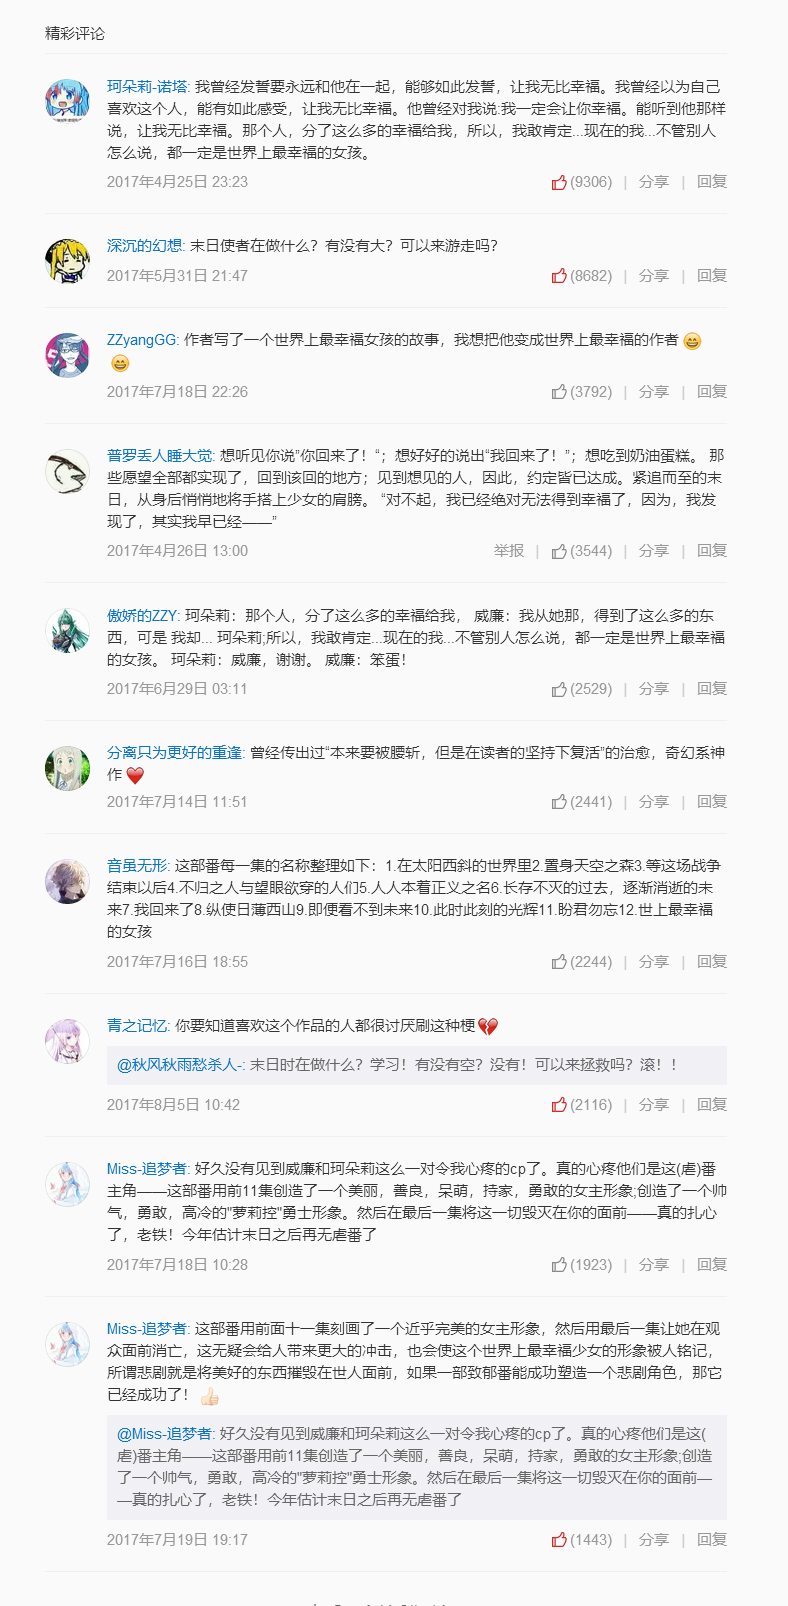 精彩评论
珂朵莉-诺塔: 我曾经发誓要永远和他在一起，能够如此发誓，让我无比幸福。我曾经以为自己
喜欢这个人，能有如此感受，让我无比幸福。他曾经对我说.我一定会让你幸福。能听到他那样
说，让我无比幸福。那个人，分了这么多的幸福给我，所以，我敢肯定...现在的我...不管别人
怎么说，都一定是世界上最幸福的女孩。
2017年4月25日 23:23 (9306) | 分享 | 回复
深沉的幻想: 末日使者在做什么？有没有大？可以来游走吗？
2017年5月31日 21:47 (8682) | 分享 | 回复
ZZyangGG: 作者写了一个世界上最幸福女孩的故事，我想把他变成世界上最幸福的作者 😄
😄
2017年7月18日 22:26 (3792) | 分享 | 回复
普罗丢人睡大觉: 想听见你说”你回来了！“；想好好的说出“我回来了！”；想吃到奶油蛋糕。 那
些愿望全部都实现了，回到该回的地方；见到想见的人，因此，约定皆已达成。紧追而至的末
日，从身后悄悄地将手搭上少女的肩膀。 “对不起，我已经绝对无法得到幸福了，因为，我发
现了，其实我早已经——”
2017年4月26日 13:00 举报 | (3544) | 分享 | 回复
傲娇的ZZY: 珂朵莉：那个人，分了这么多的幸福给我， 威廉：我从她那，得到了这么多的东
西，可是 我却... 珂朵莉;所以，我敢肯定...现在的我...不管别人怎么说，都一定是世界上最幸福
的女孩。 珂朵莉：威廉，谢谢。 威廉：笨蛋！
2017年6月29日 03:11 (2529) | 分享 | 回复
分离只为更好的重逢: 曾经传出过“本来要被腰斩，但是在读者的坚持下复活”的治愈，奇幻系神
作 ❤️
2017年7月14日 11:51 (2441) | 分享 | 回复
音虽无形: 这部番每一集的名称整理如下：1.在太阳西斜的世界里2.置身天空之森3.等这场战争
结束以后4.不归之人与望眼欲穿的人们5.人人本着正义之名6.长存不灭的过去，逐渐消逝的未
来7.我回来了8.纵使日薄西山9.即便看不到未来10.此时此刻的光辉11.盼君勿忘12.世上最幸福
的女孩
2017年7月16日 18:55 (2244) | 分享 | 回复
青之记忆: 你要知道喜欢这个作品的人都很讨厌刷这种梗 💔
@秋风秋雨愁杀人-: 末日时在做什么？学习！有没有空？没有！可以来拯救吗？滚！！
2017年8月5日 10:42 (2116) | 分享 | 回复
Miss-追梦者: 好久没有见到威廉和珂朵莉这么一对令我心疼的cp了。真的心疼他们是这(虐)番
主角——这部番用前11集创造了一个美丽，善良，呆萌，持家，勇敢的女主形象;创造了一个帅
气，勇敢，高冷的"萝莉控"勇士形象。然后在最后一集将这一切毁灭在你的面前——真的扎心
了，老铁！今年估计末日之后再无虐番了
2017年7月18日 10:28 (1923) | 分享 | 回复
Miss-追梦者: 这部番用前面十一集刻画了一个近乎完美的女主形象，然后用最后一集让她在观
众面前消亡，这无疑会给人带来更大的冲击，也会使这个世界上最幸福少女的形象被人铭记，
所谓悲剧就是将美好的东西摧毁在世人面前，如果一部致郁番能成功塑造一个悲剧角色，那它
已经成功了！ 👍🏻
@Miss-追梦者: 好久没有见到威廉和珂朵莉这么一对令我心疼的cp了。真的心疼他们是这(
虐)番主角——这部番用前11集创造了一个美丽，善良，呆萌，持家，勇敢的女主形象;创造
了一个帅气，勇敢，高冷的"萝莉控"勇士形象。然后在最后一集将这一切毁灭在你的面前—
—真的扎心了，老铁！今年估计末日之后再无虐番了
2017年7月19日 19:17 (1443) | 分享 | 回复